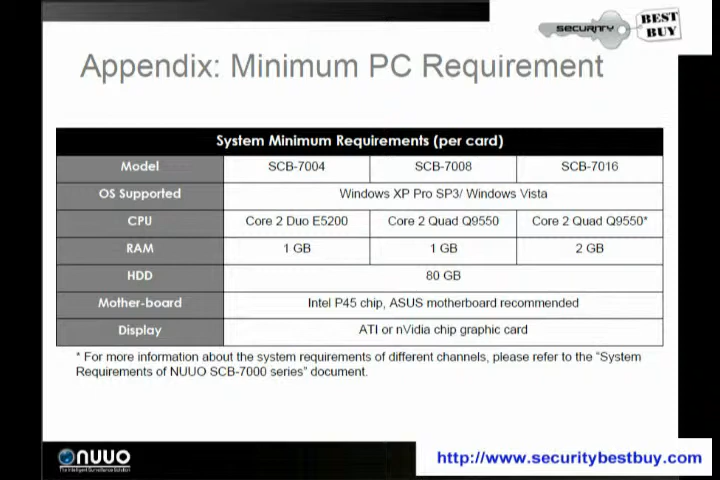 SECURITY
BEST
BUY
Appendix: Minimum PC Requirement
System Minimum Requirements (per card)
Model SCB-7004 SCB-7008 SCB-7016
OS Supported Windows XP Pro SP3/ Windows Vista
CPU Core 2 Duo E5200 Core 2 Quad Q9550 Core 2 Quad Q9550*
RAM 1 GB 1 GB 2 GB
HDD 80 GB
Mother-board Intel P45 chip, ASUS motherboard recommended
Display ATI or nVidia chip graphic card
* For more information about the system requirements of different channels, please refer to the “System
Requirements of NUUO SCB-7000 series” document.
NUUO
The Intelligent Surveillance Solution
http://www.securitybestbuy.com